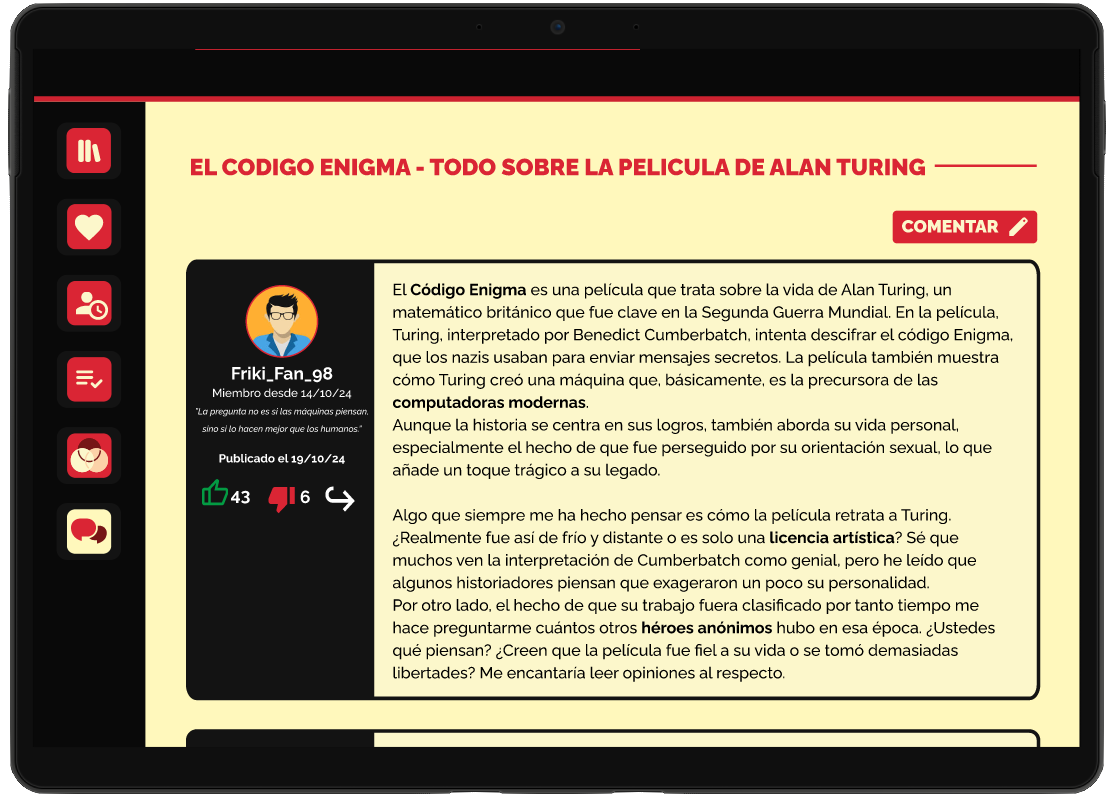 EL CODIGO ENIGMA - TODO SOBRE LA PELICULA DE ALAN TURING
COMENTAR
Friki_Fan_98
Miembro desde 14/10/24
"La pregunta no es si las máquinas piensan,
sino si lo hacen mejor que los humanos."
Publicado el 19/10/24
43
6
El Código Enigma es una película que trata sobre la vida de Alan Turing, un
matemático británico que fue clave en la Segunda Guerra Mundial. En la película,
Turing, interpretado por Benedict Cumberbatch, intenta descifrar el código Enigma,
que los nazis usaban para enviar mensajes secretos. La película también muestra
cómo Turing creó una máquina que, básicamente, es la precursora de las
computadoras modernas.
Aunque la historia se centra en sus logros, también aborda su vida personal,
especialmente el hecho de que fue perseguido por su orientación sexual, lo que
añade un toque trágico a su legado.
Algo que siempre me ha hecho pensar es cómo la película retrata a Turing.
¿Realmente fue así de frío y distante o es solo una licencia artística? Sé que
muchos ven la interpretación de Cumberbatch como genial, pero he leído que
algunos historiadores piensan que exageraron un poco su personalidad.
Por otro lado, el hecho de que su trabajo fuera clasificado por tanto tiempo me
hace preguntarme cuántos otros héroes anónimos hubo en esa época. ¿Ustedes
qué piensan? ¿Creen que la película fue fiel a su vida o se tomó demasiadas
libertades? Me encantaría leer opiniones al respecto.